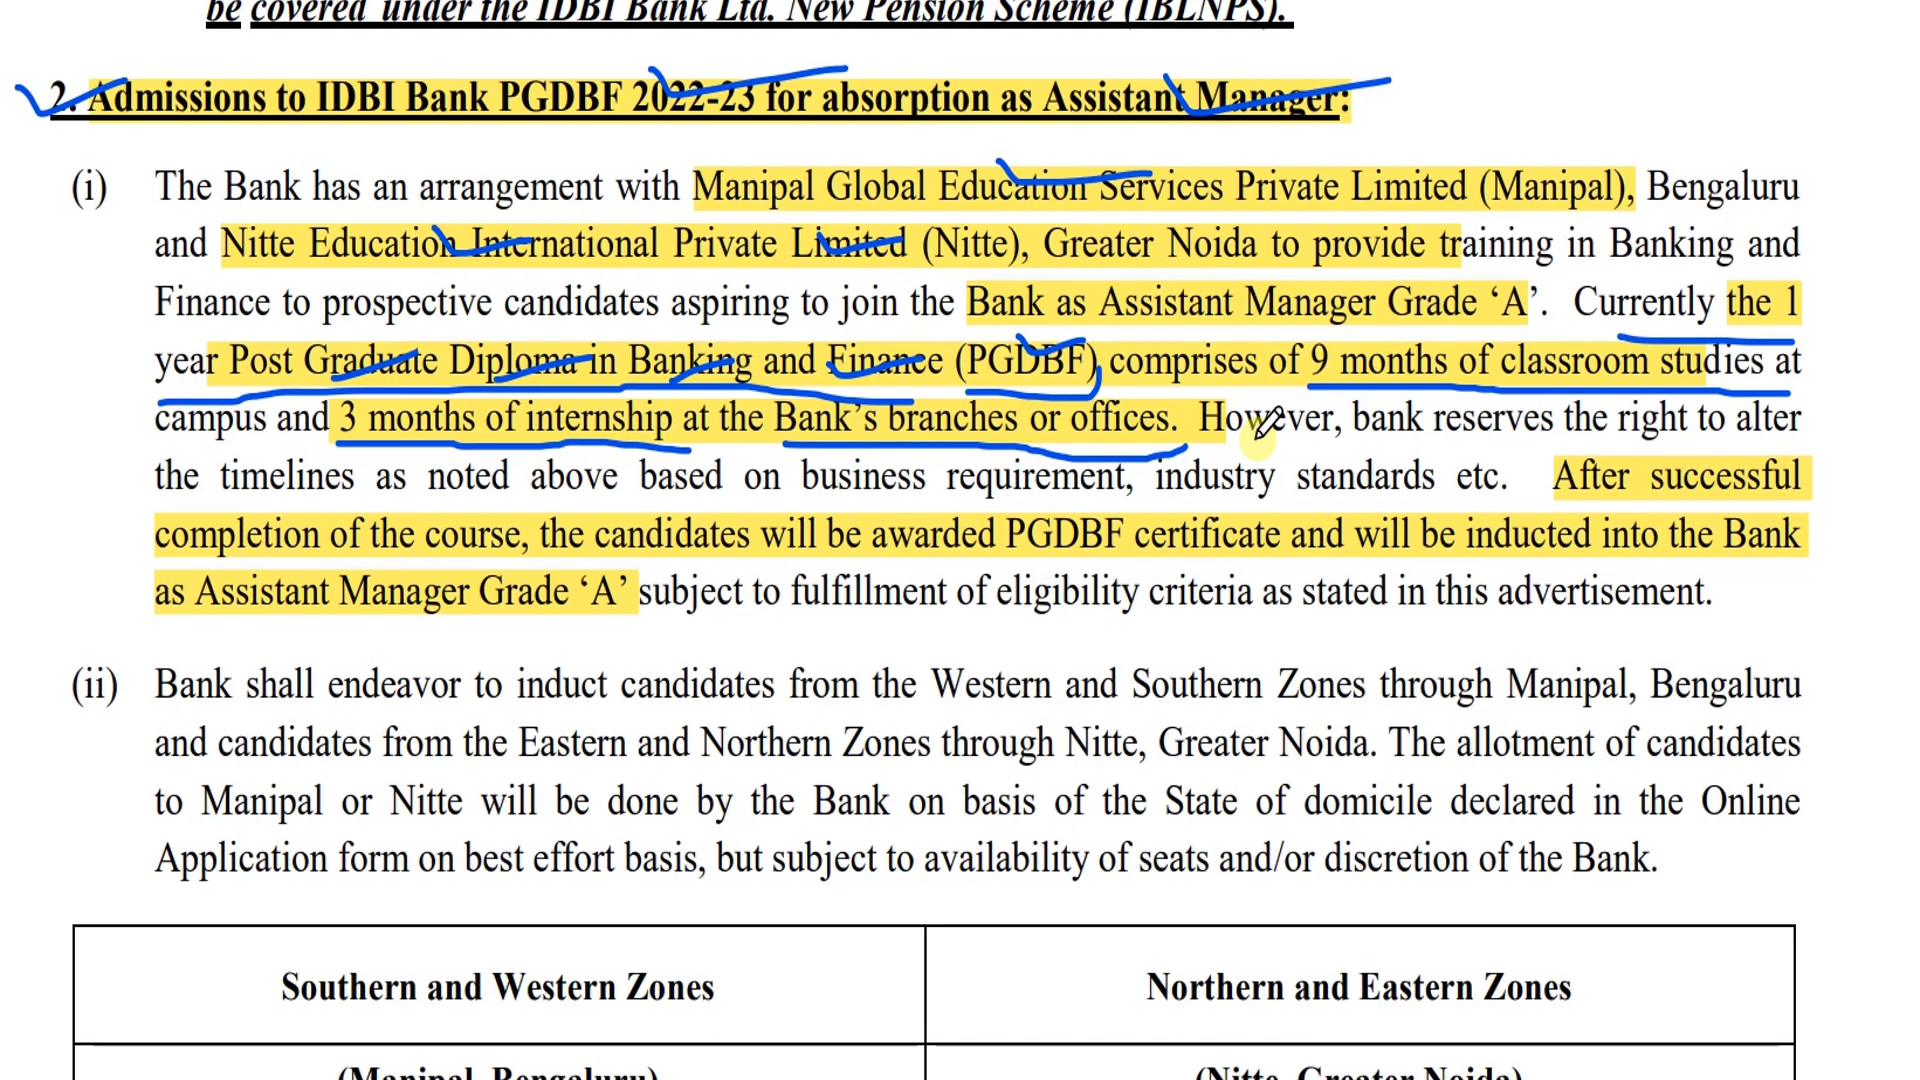 be covered under the IDBI Bank Ltd. New Pension Scheme (IBLNPS).
2. Admissions to IDBI Bank PGDBF 2022-23 for absorption as Assistant Manager:
(i) The Bank has an arrangement with Manipal Global Education Services Private Limited (Manipal), Bengaluru
and Nitte Education International Private Limited (Nitte), Greater Noida to provide training in Banking and
Finance to prospective candidates aspiring to join the Bank as Assistant Manager Grade ‘A’. Currently the 1
year Post Graduate Diploma in Banking and Finance (PGDBF) comprises of 9 months of classroom studies at
campus and 3 months of internship at the Bank’s branches or offices. However, bank reserves the right to alter
the timelines as noted above based on business requirement, industry standards etc. After successful
completion of the course, the candidates will be awarded PGDBF certificate and will be inducted into the Bank
as Assistant Manager Grade ‘A’ subject to fulfillment of eligibility criteria as stated in this advertisement.
(ii) Bank shall endeavor to induct candidates from the Western and Southern Zones through Manipal, Bengaluru
and candidates from the Eastern and Northern Zones through Nitte, Greater Noida. The allotment of candidates
to Manipal or Nitte will be done by the Bank on basis of the State of domicile declared in the Online
Application form on best effort basis, but subject to availability of seats and/or discretion of the Bank.
Southern and Western Zones
Northern and Eastern Zones
(Manipal, Bengaluru)
(Nitte, Greater Noida)